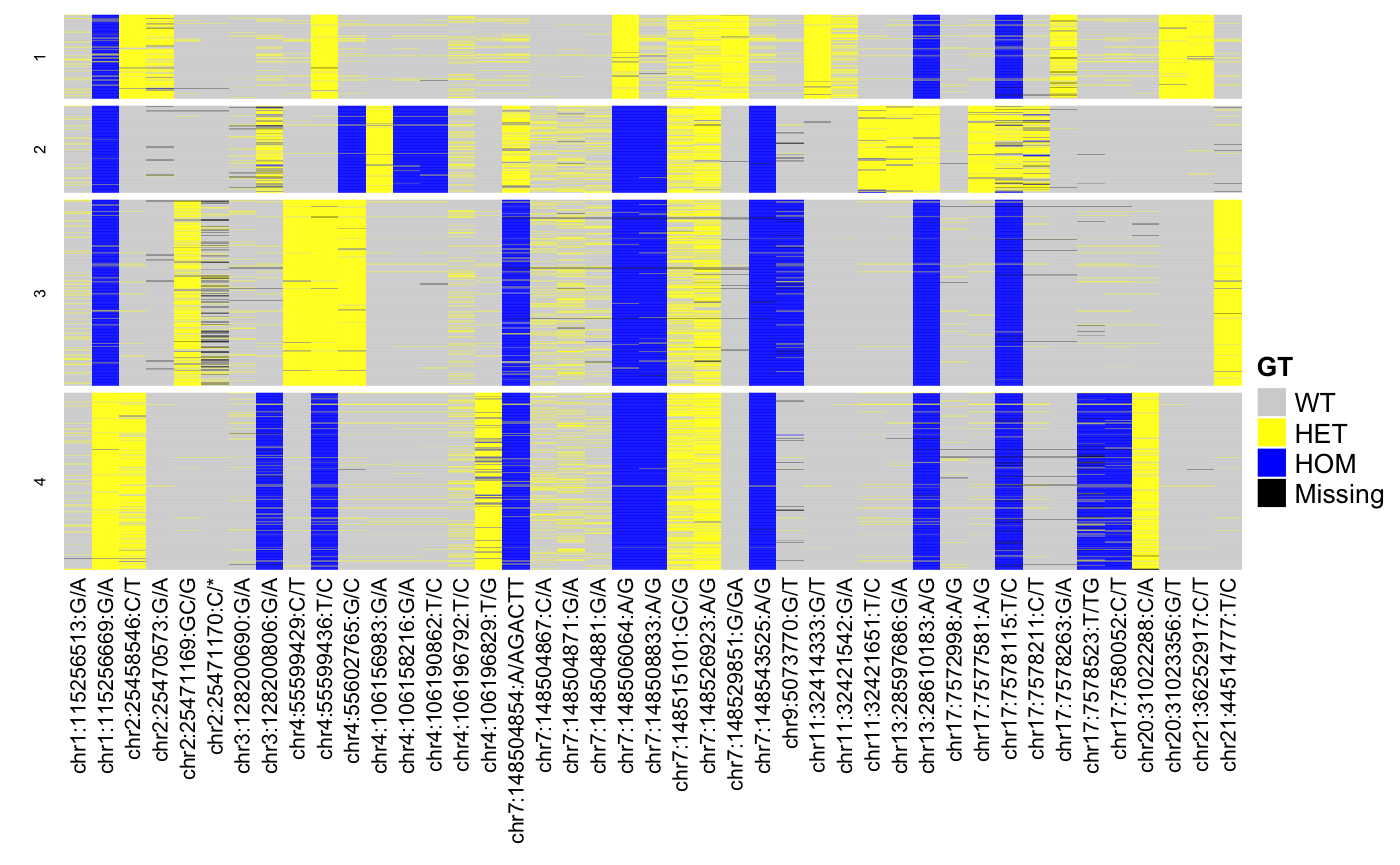 1
2
3
4
GT
WT
HET
HOM
Missing
chr1:115256513:G/A
chr1:115256669:G/A
chr2:25458546:C/T
chr2:25470573:G/A
chr2:25471169:GC/G
chr2:25471170:C/*
chr3:128200690:G/A
chr3:128200806:G/A
chr4:55599429:C/T
chr4:55599436:T/C
chr4:55602765:G/C
chr4:106156983:G/A
chr4:106158216:G/A
chr4:106190862:T/C
chr4:106196792:T/C
chr4:106196829:T/G
chr7:148504854:A/AGACTT
chr7:148504867:C/A
chr7:148504871:G/A
chr7:148504881:G/A
chr7:148506064:A/G
chr7:148508833:A/G
chr7:148515101:GC/G
chr7:148526923:A/G
chr7:148529851:G/GA
chr7:148543525:A/G
chr9:5073770:G/T
chr11:32414333:G/T
chr11:32421542:G/A
chr11:32421651:T/C
chr13:28597686:G/A
chr13:28610183:A/G
chr17:7572998:A/G
chr17:7577581:A/G
chr17:7578115:T/C
chr17:7578211:C/T
chr17:7578263:G/A
chr17:7578523:T/TG
chr17:7580052:C/T
chr20:31022288:C/A
chr20:31023356:G/T
chr21:36252917:C/T
chr21:44514777:T/C